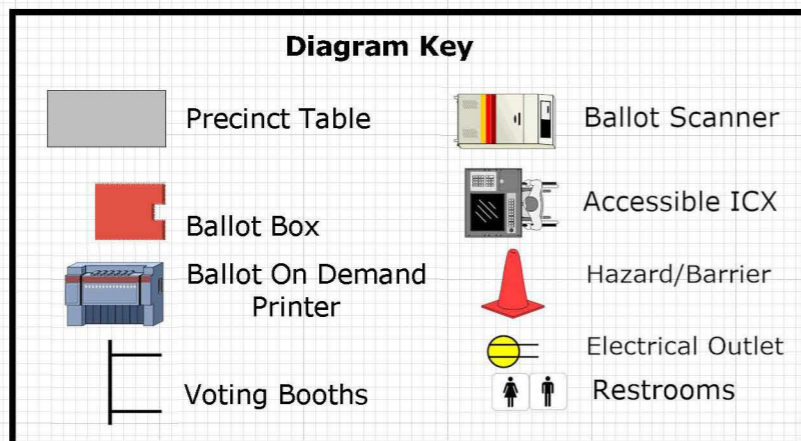 Diagram Key
Precinct Table
Ballot Box
Ballot On Demand
Printer
Voting Booths
Ballot Scanner
Accessible ICX
Hazard/Barrier
Electrical Outlet
Restrooms